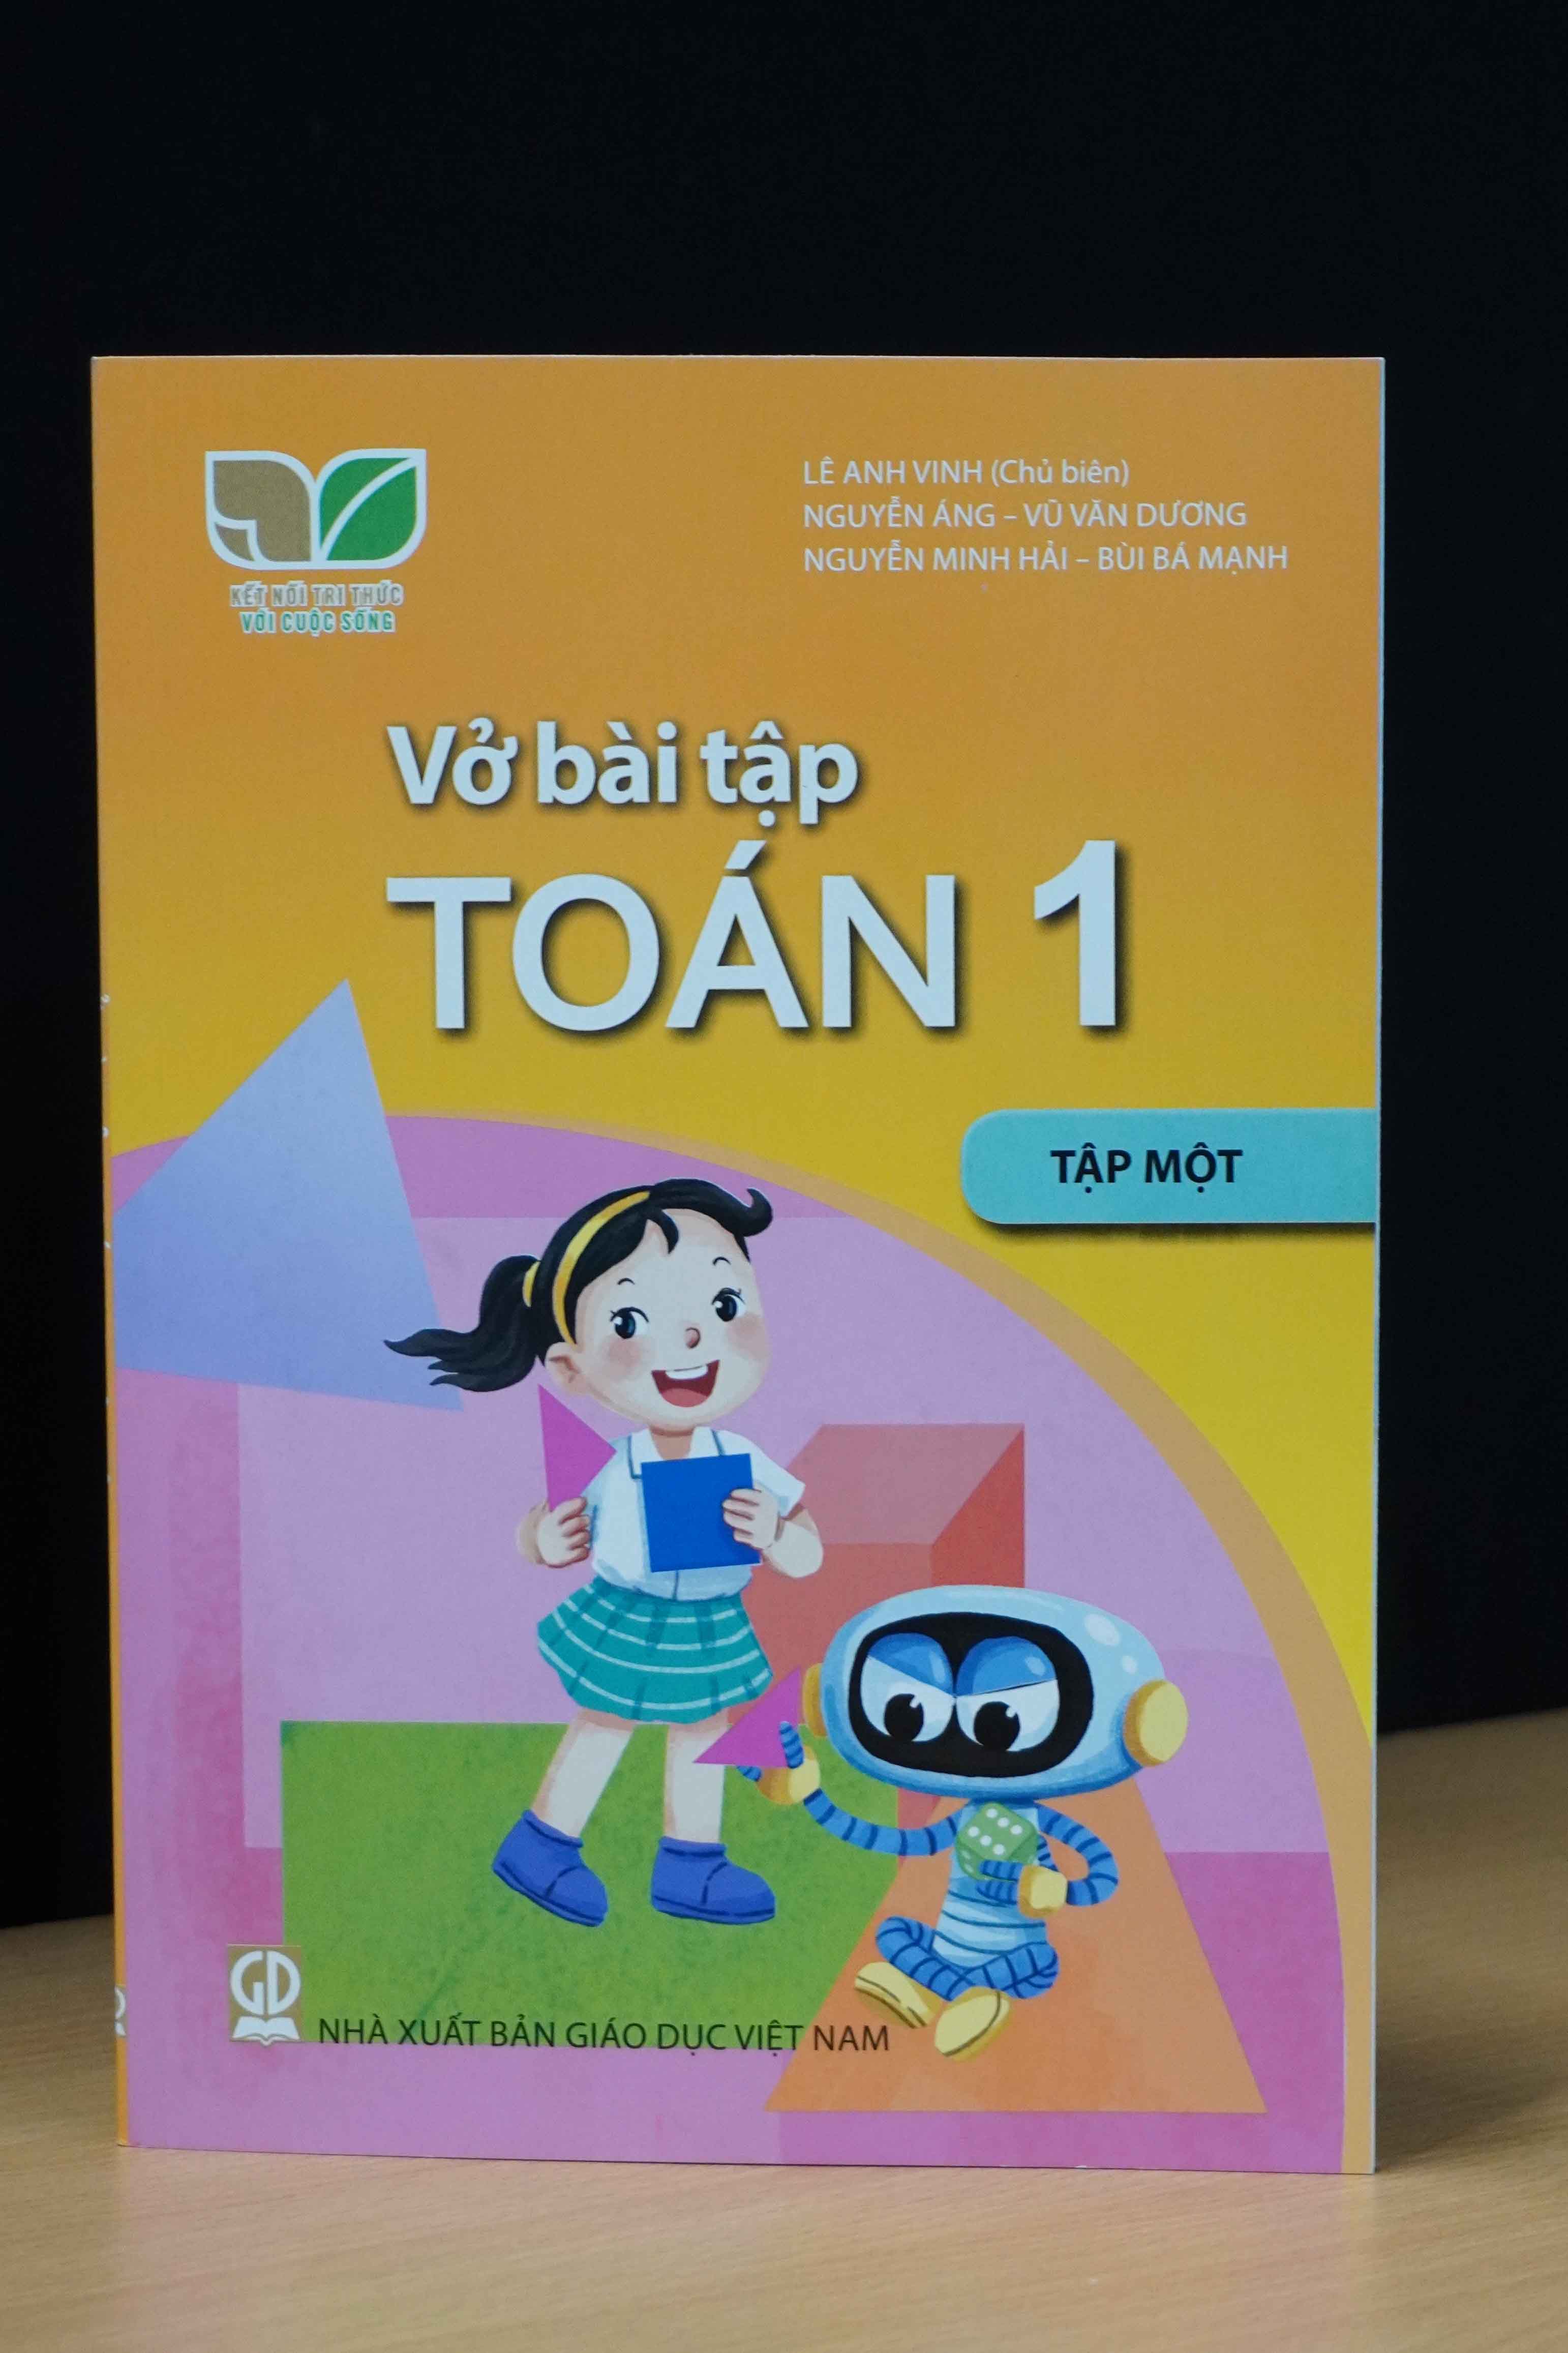 KẾT NỐI TRI THỨC
VỚI CUỘC SỐNG
LÊ ANH VINH (Chủ biên)
NGUYỄN ÁNG – VŨ VĂN DƯƠNG
NGUYỄN MINH HẢI – BÙI BÁ MẠNH
Vở bài tập
TOÁN 1
TẬP MỘT
GD
NHÀ XUẤT BẢN GIÁO DỤC VIỆT NAM